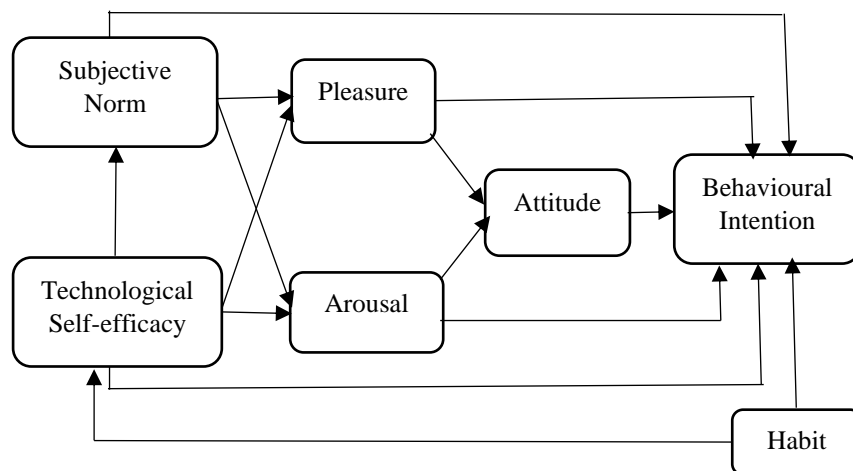 Subjective
Norm
Pleasure
Attitude
Behavioural
Intention
Technological
Self-efficacy
Arousal
Habit